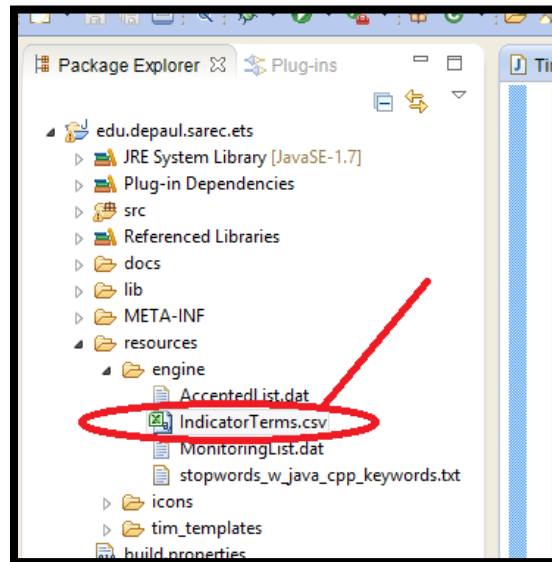 Package Explorer Plug-ins
Tim
edu.depaul.sarec.ets
JRE System Library [JavaSE-1.7]
Plug-in Dependencies
src
Referenced Libraries
docs
lib
META-INF
resources
engine
AcceptedList.dat
IndicatorTerms.csv
MonitoringList.dat
stopwords_w_java_cpp_keywords.txt
icons
tim_templates
build.properties